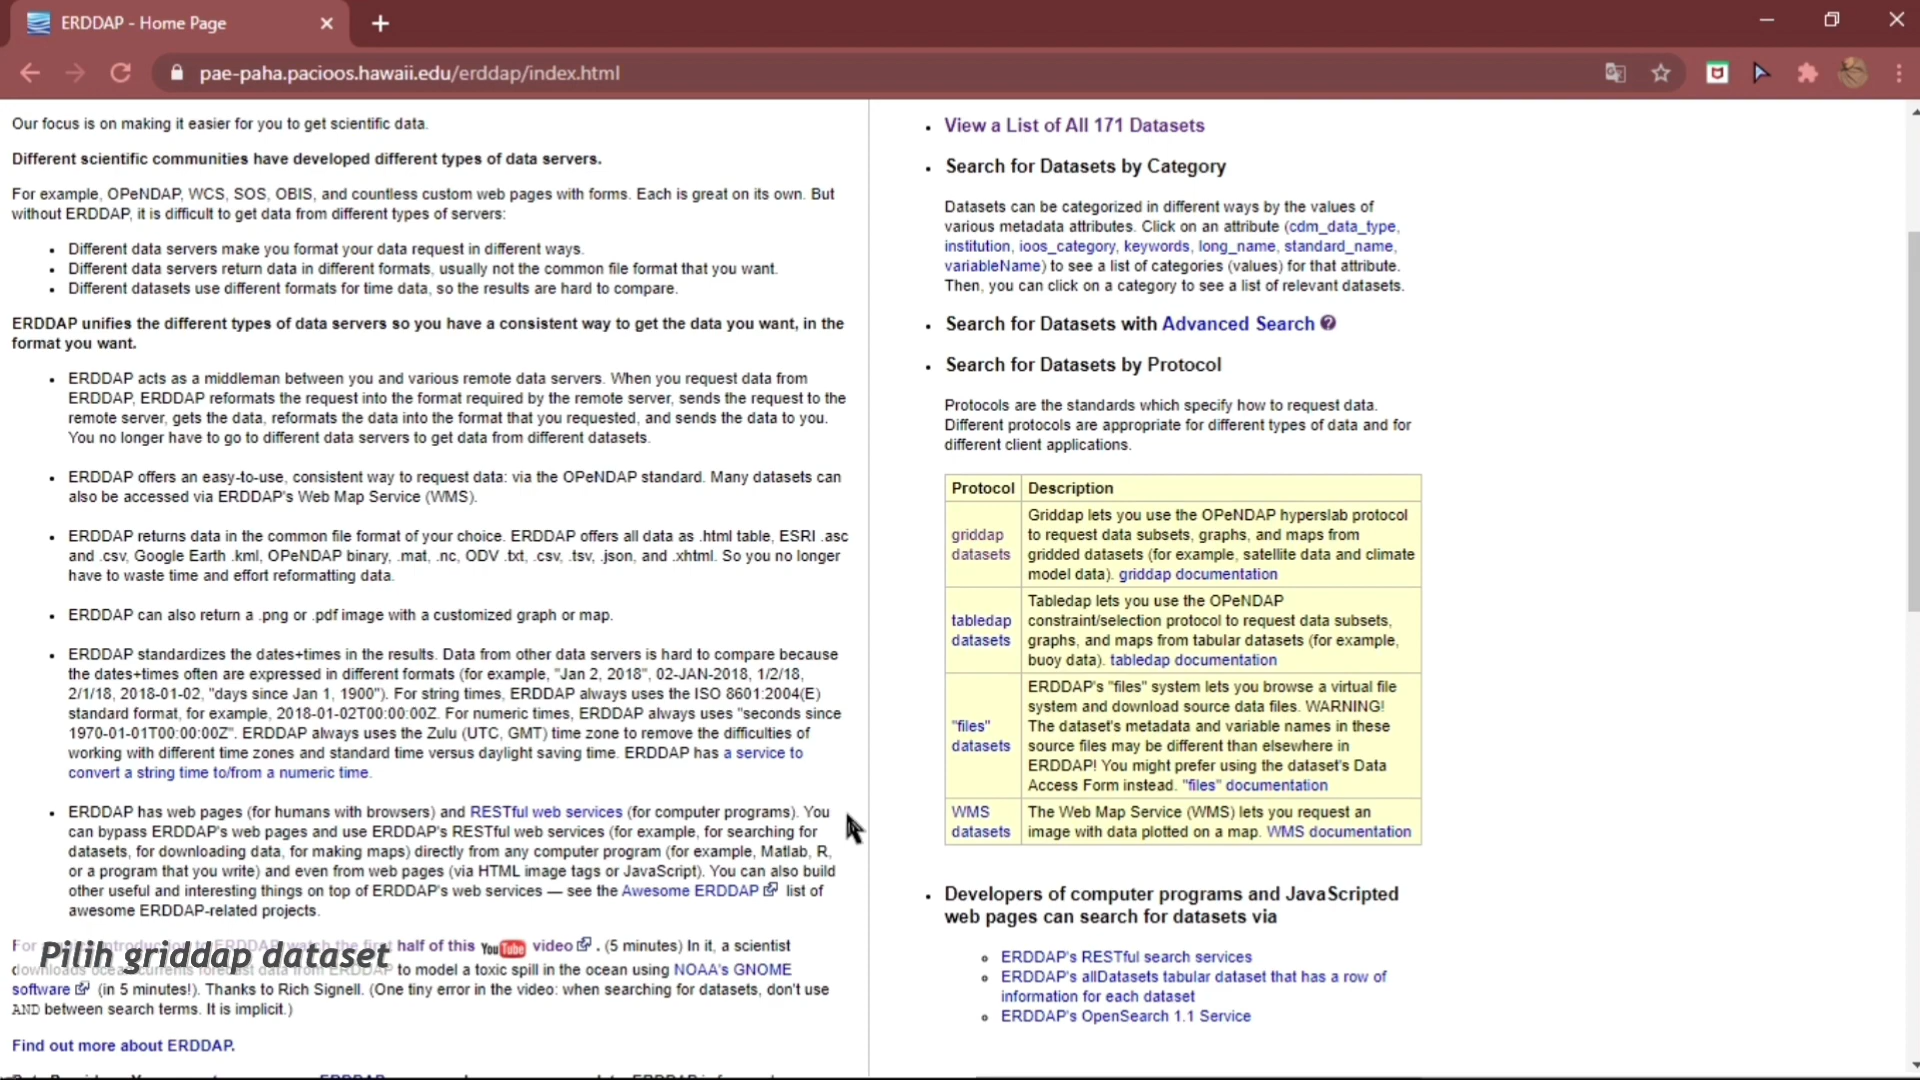 ERDDAP - Home Page
pae-paha.pacioos.hawaii.edu/erddap/index.html
Our focus is on making it easier for you to get scientific data.
Different scientific communities have developed different types of data servers.
For example, OPeNDAP, WCS, SOS, OBIS, and countless custom web pages with forms. Each is great on its own. But
without ERDDAP, it is difficult to get data from different types of servers:
• Different data servers make you format your data request in different ways.
• Different data servers return data in different formats, usually not the common file format that you want.
• Different datasets use different formats for time data, so the results are hard to compare.
ERDDAP unifies the different types of data servers so you have a consistent way to get the data you want, in the
format you want.
• ERDDAP acts as a middleman between you and various remote data servers. When you request data from
ERDDAP, ERDDAP reformats the request into the format required by the remote server, sends the request to the
remote server, gets the data, reformats the data into the format that you requested, and sends the data to you.
You no longer have to go to different data servers to get data from different datasets.
• ERDDAP offers an easy-to-use, consistent way to request data: via the OPeNDAP standard. Many datasets can
also be accessed via ERDDAP's Web Map Service (WMS).
• ERDDAP returns data in the common file format of your choice. ERDDAP offers all data as .html table, ESRI .asc
and .csv, Google Earth .kml, OPeNDAP binary, .mat, .nc, ODV .txt, .csv, .tsv, .json, and .xhtml. So you no longer
have to waste time and effort reformatting data.
• ERDDAP can also return a .png or .pdf image with a customized graph or map.
• ERDDAP standardizes the dates+times in the results. Data from other data servers is hard to compare because
the dates+times often are expressed in different formats (for example, "Jan 2, 2018", 02-JAN-2018, 1/2/18,
2/1/18, 2018-01-02, "days since Jan 1, 1900"). For string times, ERDDAP always uses the ISO 8601:2004(E)
standard format, for example, 2018-01-02T00:00:00Z. For numeric times, ERDDAP always uses "seconds since
1970-01-01T00:00:00Z". ERDDAP always uses the Zulu (UTC, GMT) time zone to remove the difficulties of
working with different time zones and standard time versus daylight saving time. ERDDAP has a service to
convert a string time to/from a numeric time.
• ERDDAP has web pages (for humans with browsers) and RESTful web services (for computer programs). You
can bypass ERDDAP's web pages and use ERDDAP's RESTful web services (for example, for searching for
datasets, for downloading data, for making maps) directly from any computer program (for example, Matlab, R,
or a program that you write) and even from web pages (via HTML image tags or JavaScript). You can also build
other useful and interesting things on top of ERDDAP's web services — see the Awesome ERDDAP list of
awesome ERDDAP-related projects.
For introduction to ERDDAP, watch the first half of this YouTube video. (5 minutes) In it, a scientist
downloads ocean currents forecast data from ERDDAP to model a toxic spill in the ocean using NOAA's GNOME
software (in 5 minutes!). Thanks to Rich Signell. (One tiny error in the video: when searching for datasets, don't use
AND between search terms. It is implicit.)
Pilih griddap dataset
Find out more about ERDDAP.
• View a List of All 171 Datasets
• Search for Datasets by Category
Datasets can be categorized in different ways by the values of
various metadata attributes. Click on an attribute (cdm_data_type,
institution, ioos_category, keywords, long_name, standard_name,
variableName) to see a list of categories (values) for that attribute.
Then, you can click on a category to see a list of relevant datasets.
• Search for Datasets with Advanced Search ?
• Search for Datasets by Protocol
Protocols are the standards which specify how to request data.
Different protocols are appropriate for different types of data and for
different client applications.
Protocol Description
griddap datasets
Griddap lets you use the OPeNDAP hyperslab protocol
to request data subsets, graphs, and maps from
gridded datasets (for example, satellite data and climate
model data). griddap documentation
tabledap datasets
Tabledap lets you use the OPeNDAP
constraint/selection protocol to request data subsets,
graphs, and maps from tabular datasets (for example,
buoy data). tabledap documentation
"files" datasets
ERDDAP's "files" system lets you browse a virtual file
system and download source data files. WARNING!
The dataset's metadata and variable names in these
source files may be different than elsewhere in
ERDDAP! You might prefer using the dataset's Data
Access Form instead. "files" documentation
WMS datasets
The Web Map Service (WMS) lets you request an
image with data plotted on a map. WMS documentation
• Developers of computer programs and JavaScripted
web pages can search for datasets via
ERDDAP's RESTful search services
ERDDAP's allDatasets tabular dataset that has a row of
information for each dataset
ERDDAP's OpenSearch 1.1 Service